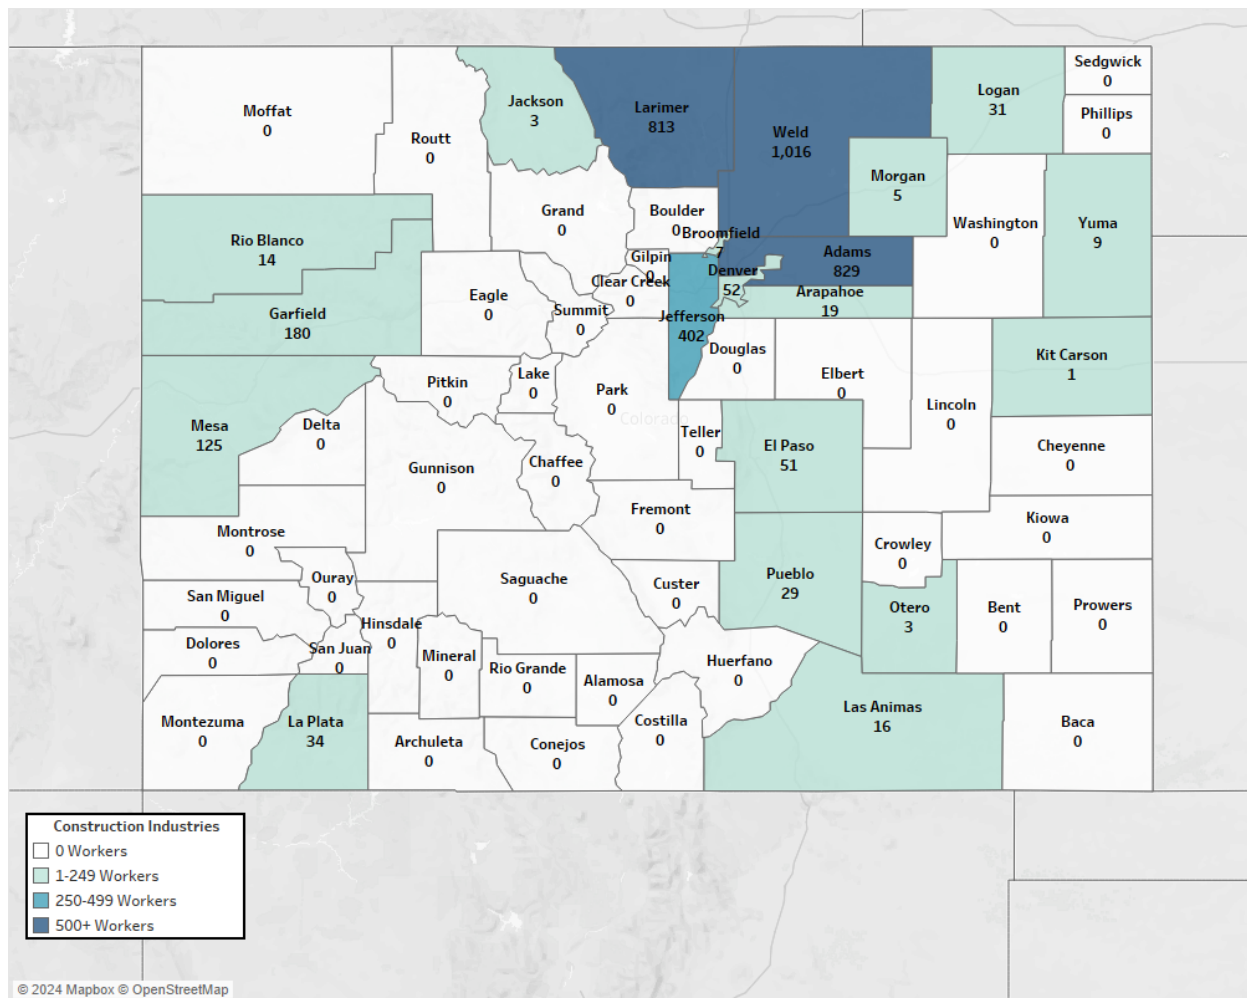 Moffat
0
Routt
0
Jackson
3
Larimer
813
Weld
1,016
Logan
31
Sedgwick
0
Phillips
0
Morgan
5
Washington
0
Yuma
9
Rio Blanco
14
Grand
0
Boulder
0
Broomfield
7
Gilpin
0
Clear Creek
0
Denver
52
Adams
829
Arapahoe
19
Garfield
180
Eagle
0
Summit
0
Jefferson
402
Douglas
0
Elbert
0
Lincoln
0
Kit Carson
1
Mesa
125
Delta
0
Pitkin
0
Lake
0
Park
0
Colorado
Teller
0
El Paso
51
Cheyenne
0
Gunnison
0
Chaffee
0
Fremont
0
Kiowa
0
Montrose
0
Ouray
0
Saguache
0
Custer
0
Pueblo
29
Crowley
0
Otero
3
Bent
0
Prowers
0
San Miguel
0
Dolores
0
San Juan
0
Hinsdale
0
Mineral
0
Rio Grande
0
Alamosa
0
Huerfano
0
Las Animas
16
Baca
0
Montezuma
0
La Plata
34
Archuleta
0
Conejos
0
Costilla
0
Construction Industries
0 Workers
1-249 Workers
250-499 Workers
500+ Workers
© 2024 Mapbox © OpenStreetMap